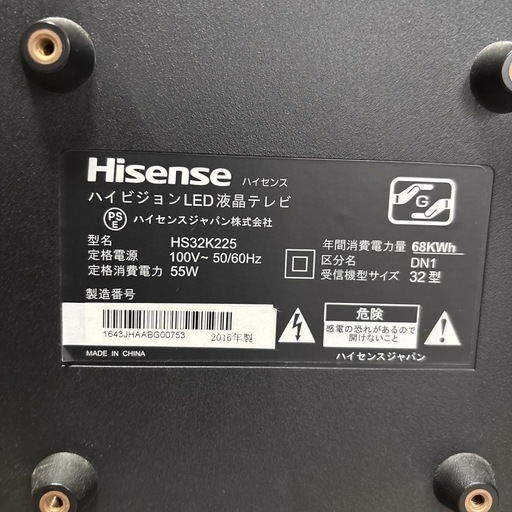 Hisense ハイセンス
ハイビジョンLED液晶テレビ
PSE ハイセンスジャパン株式会社
G
型名 HS32K225
定格電源 100V~ 50/60Hz
定格消費電力 55W
年間消費電力量 68KWh
区分名 DN1
受信機型サイズ 32型
製造番号
1643JHAABG00753 2016年製
MADE IN CHINA
危険
感電の恐れがあるので
開けないこと
ハイセンスジャパン